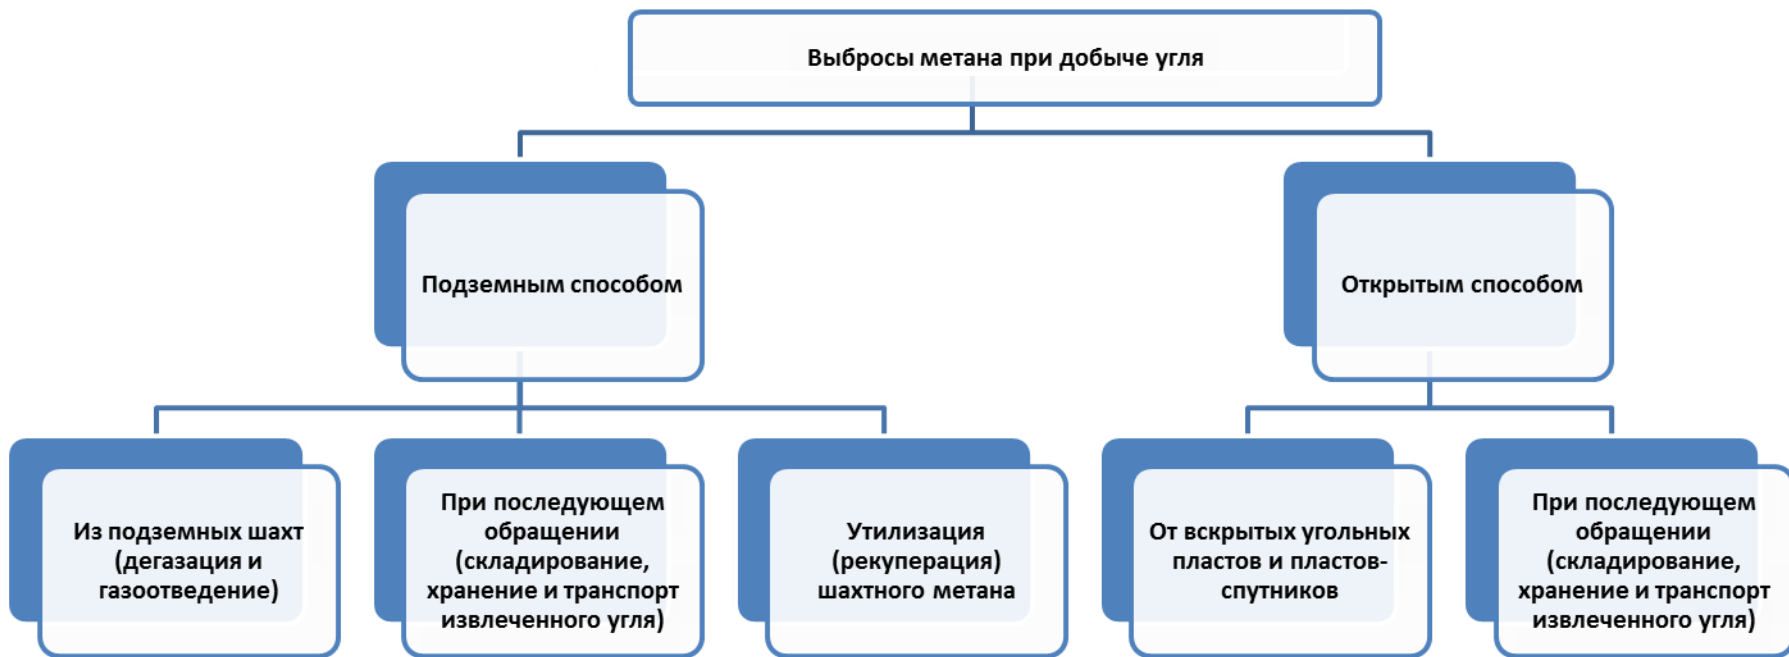 Выбросы метана при добыче угля
Подземным способом
Открытым способом
Из подземных шахт
(дегазация и
газоотведение)
При последующем
обращении
(складирование,
хранение и транспорт
извлеченного угля)
Утилизация
(рекуперация)
шахтного метана
От вскрытых угольных
пластов и пластов-
спутников
При последующем
обращении
(складирование,
хранение и транспорт
извлеченного угля)